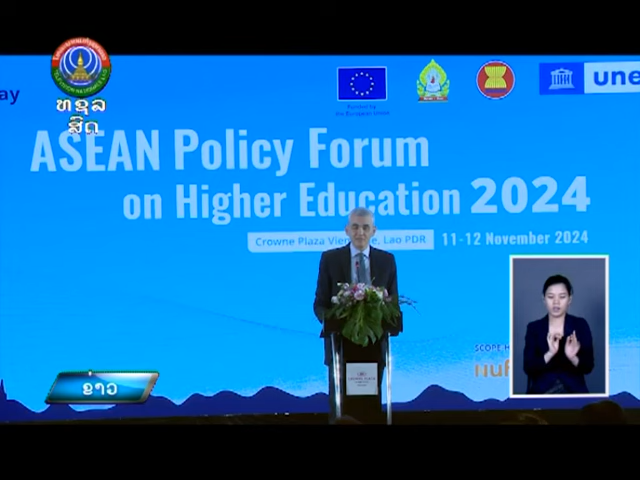 ທຊລ
ສົດ
ay
Funded by
the European Union
une
ASEAN Policy Forum
on Higher Education 2024
Crowne Plaza Vien e, Lao PDR
11-12 November 2024
SCOPE-H
ຂ່າວ